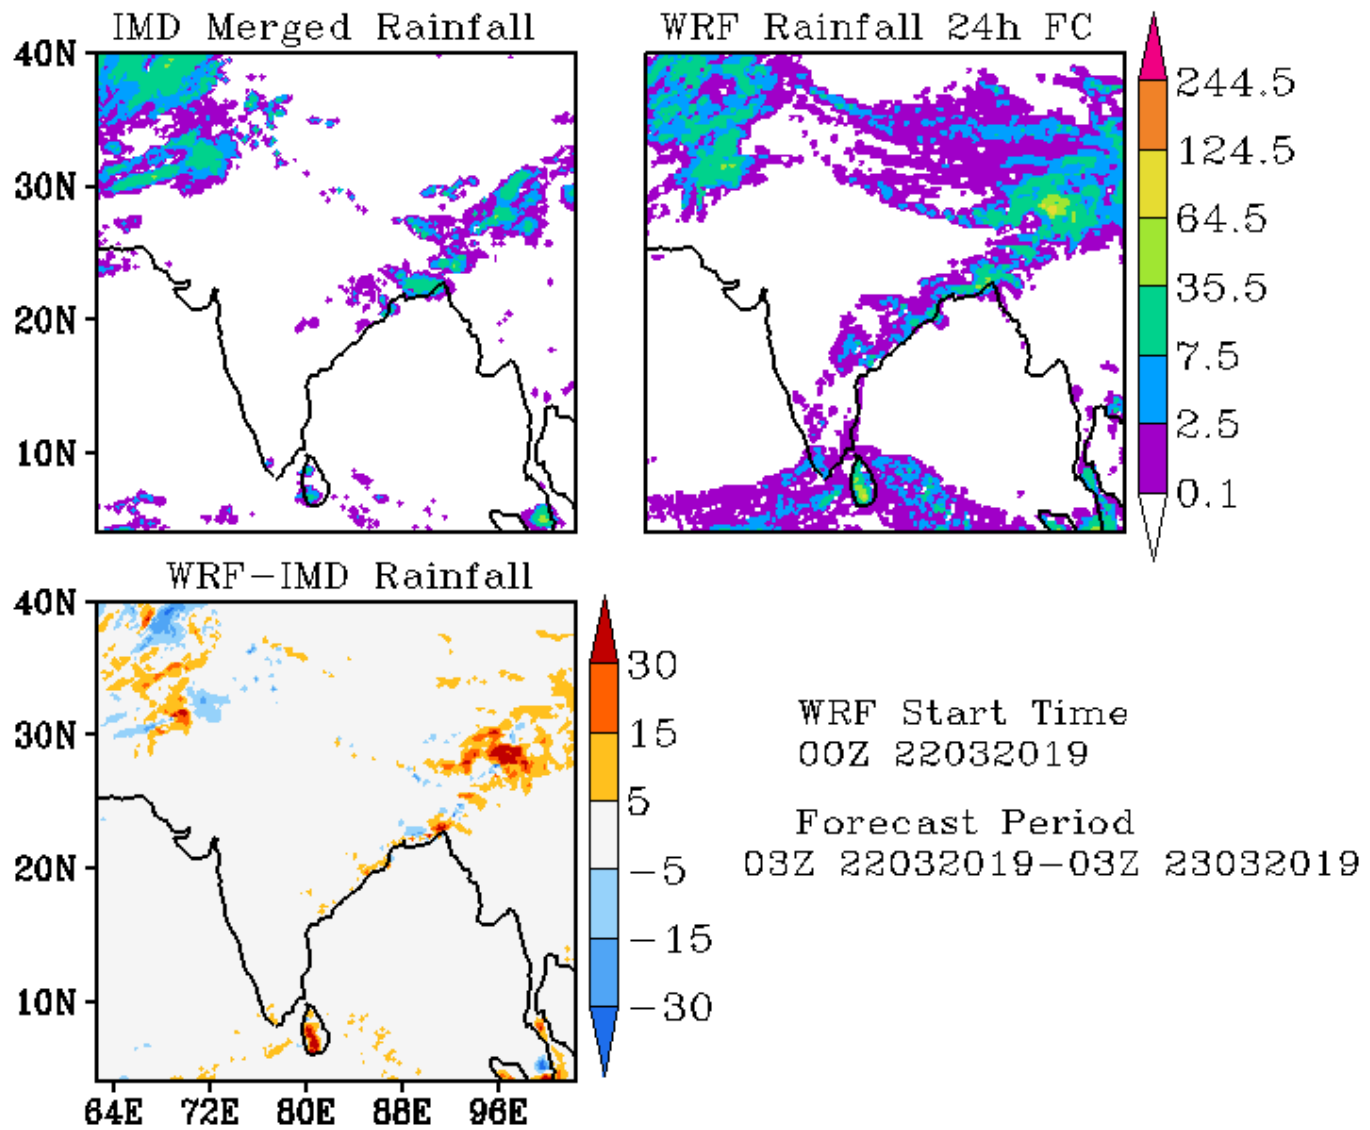 IMD Merged Rainfall
WRF Rainfall 24h FC
40N
30N
20N
10N
244.5
124.5
64.5
35.5
7.5
2.5
0.1
WRF-IMD Rainfall
40N
30N
20N
10N
64E 72E 80E 88E 96E
30
15
5
-5
-15
-30
WRF Start Time
00Z 22032019
Forecast Period
03Z 22032019-03Z 23032019